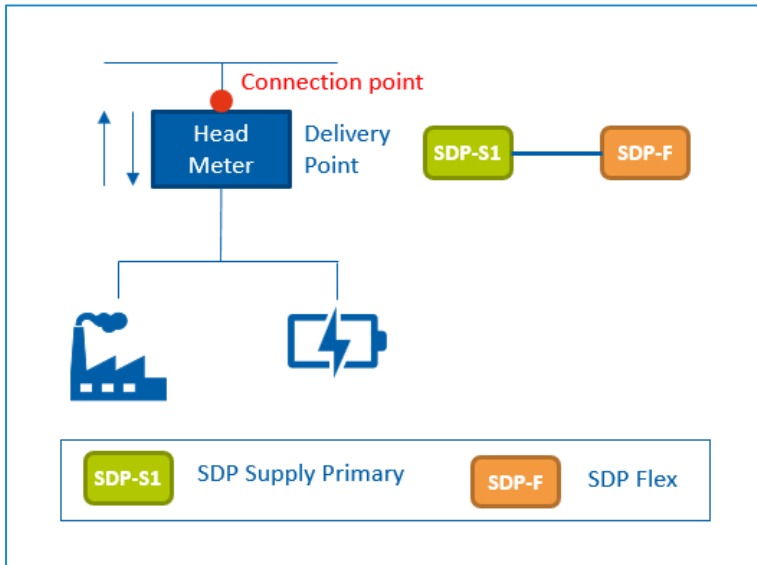 Connection point
Head
Meter
Delivery
Point
SDP-S1
SDP-F
SDP-S1
SDP Supply Primary
SDP-F
SDP Flex